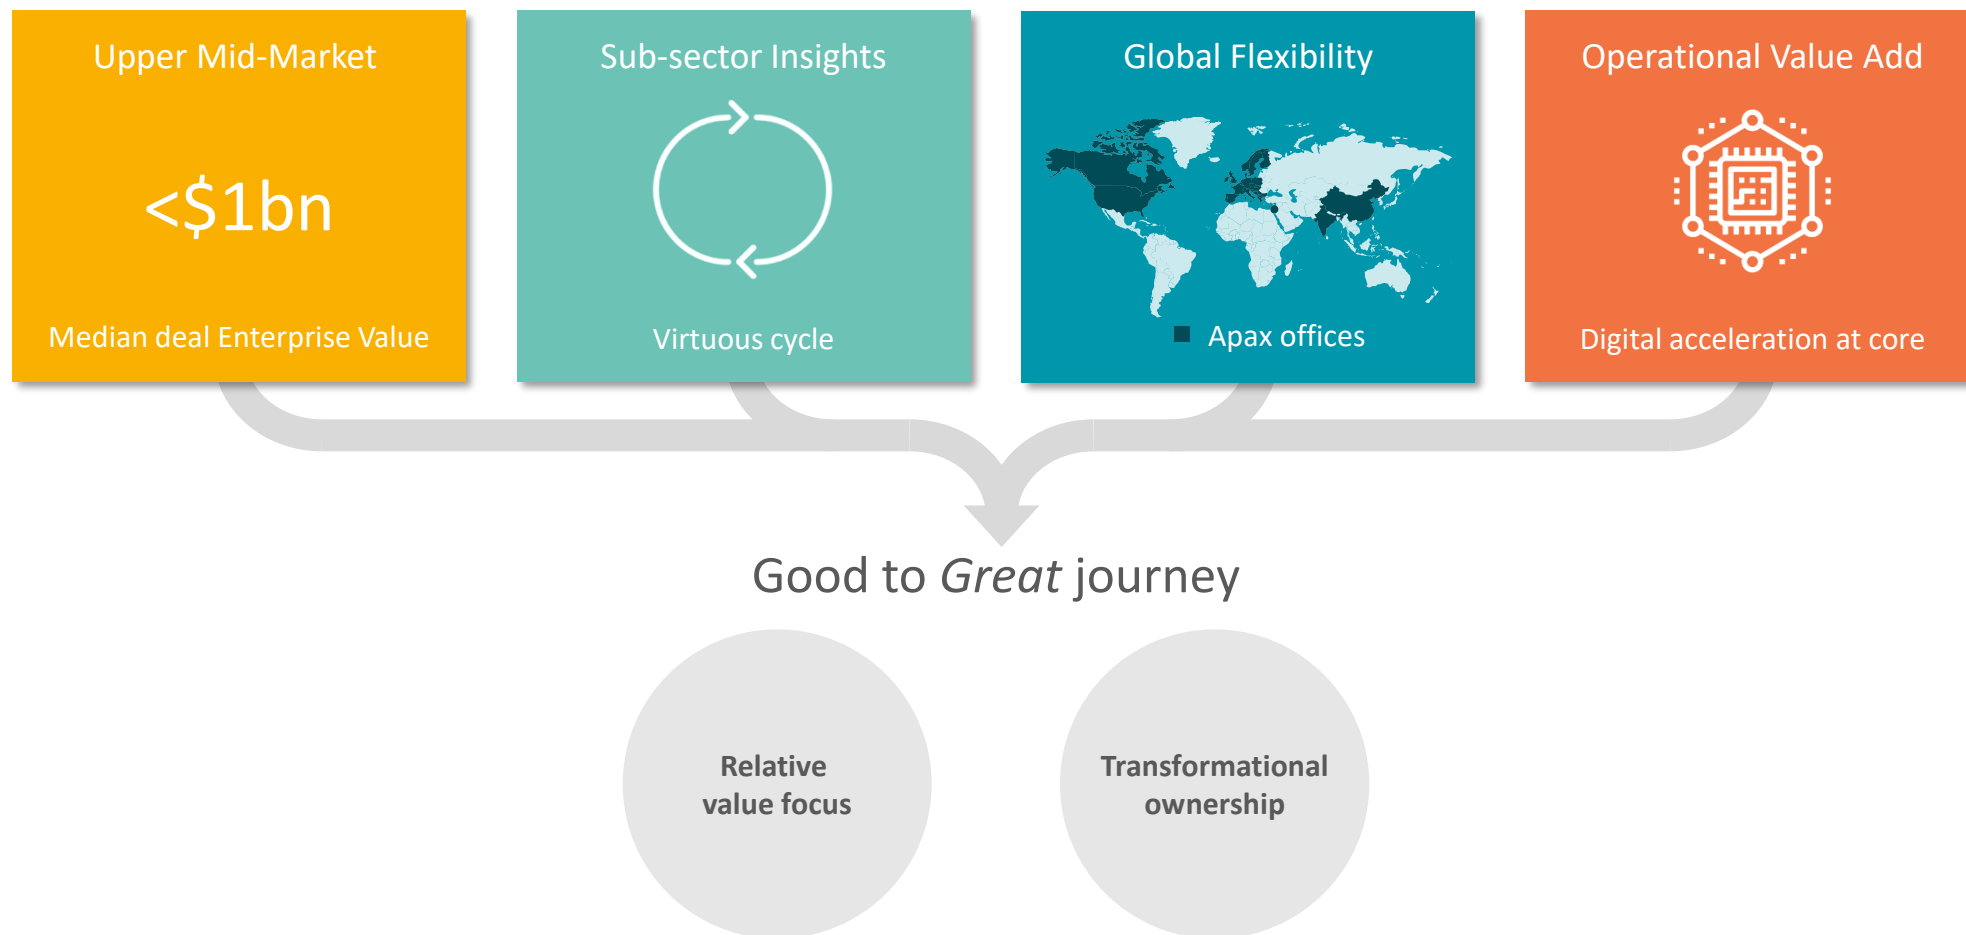 Upper Mid-Market
<$1bn
Median deal Enterprise Value
Sub-sector Insights
Virtuous cycle
Global Flexibility
Apax offices
Operational Value Add
Digital acceleration at core
Good to Great journey
Relative
value focus
Transformational
ownership